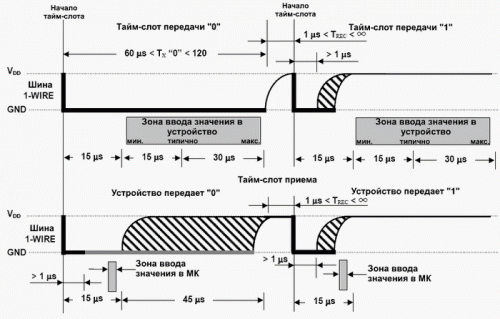 Начало
тайм-слота
Тайм-слот передачи "0"
Начало
тайм-слота
Тайм-слот передачи "1"
60 µs < Tx "0" < 120
1 µs < TREC < ∞
> 1 µs
VDD
Шина
1-WIRE
GND
Зона ввода значения в
устройство
мин. типично макс.
Зона ввода значения в
устройство
мин. типично макс.
15 µs 15 µs 30 µs 15 µs 15 µs 30 µs
Тайм-слот приема
Устройство передает "0"
Устройство передает "1"
1 µs < TREC < ∞
VDD
Шина
1-WIRE
GND
> 1 µs
Зона ввода
значения в МК
> 1 µs
Зона ввода
значения в МК
15 µs 45 µs 15 µs